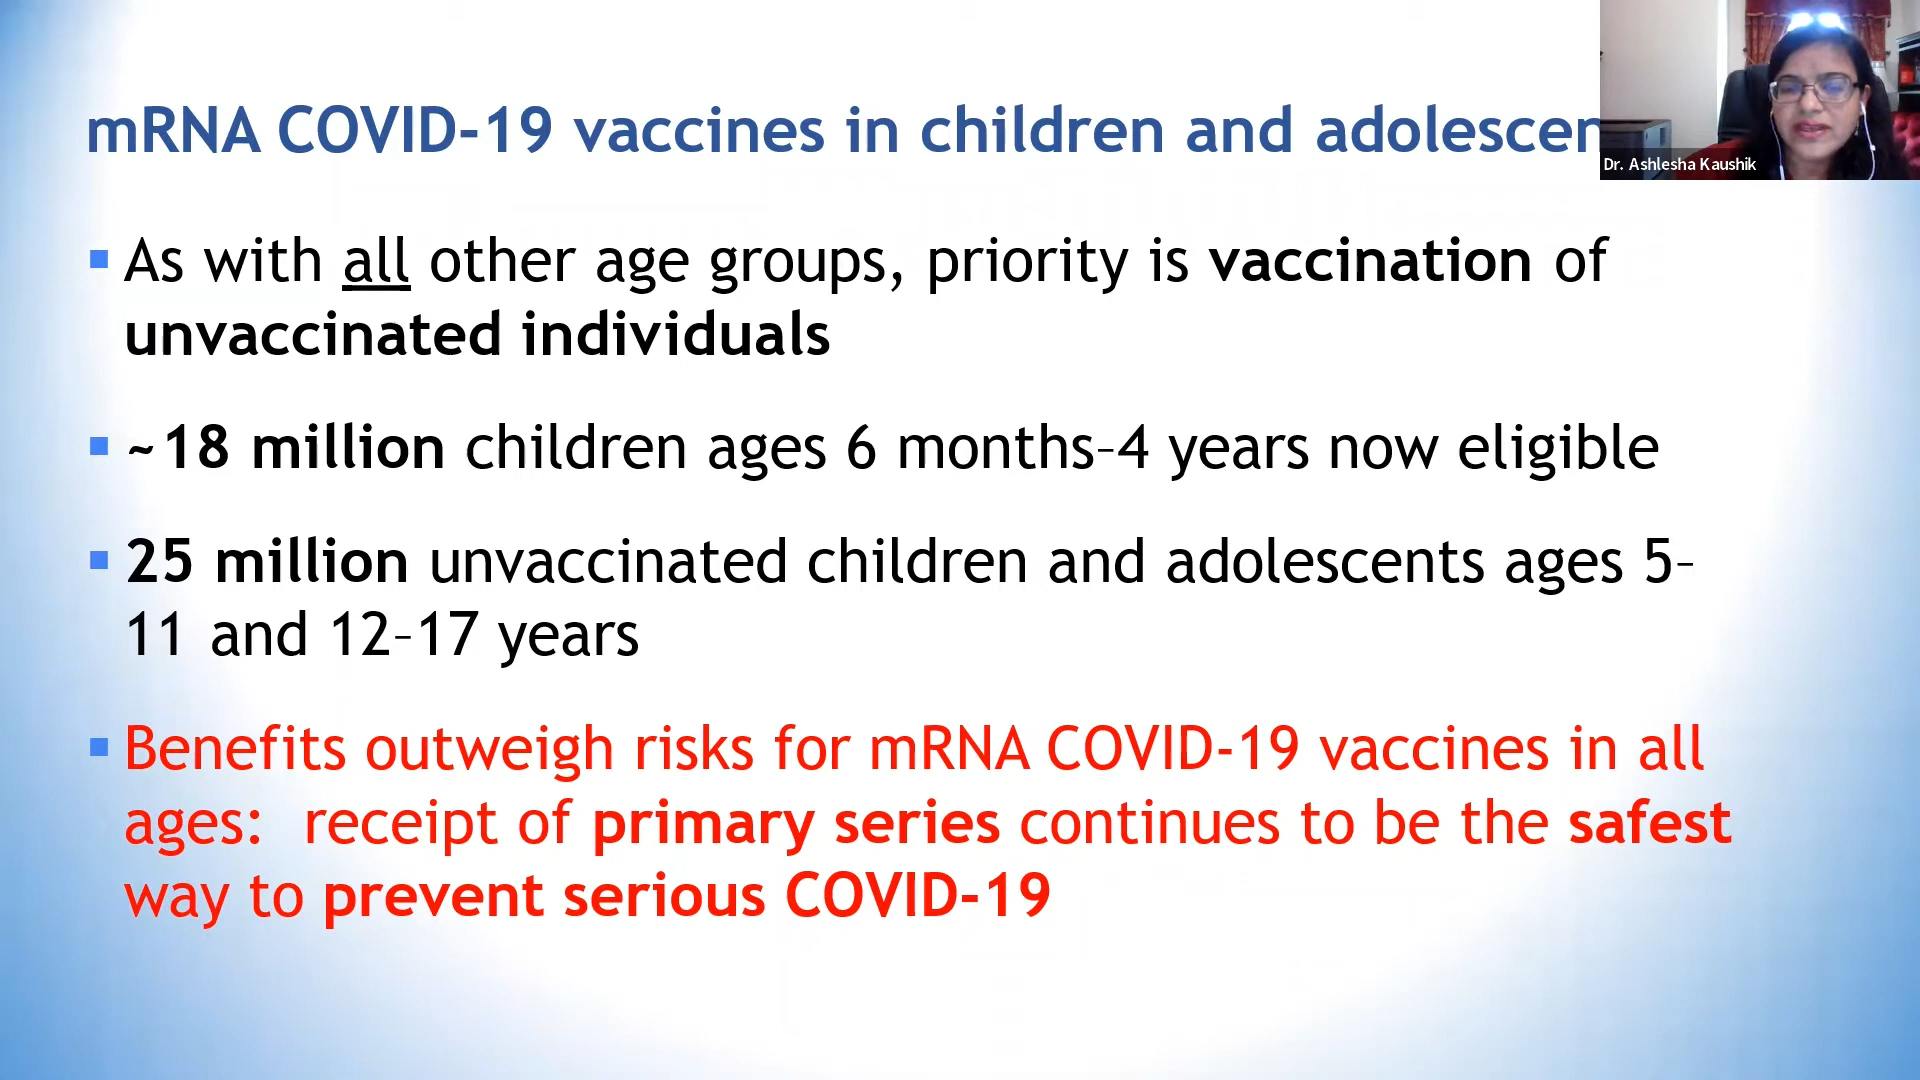 mRNA COVID-19 vaccines in children and adolescen
Dr. Ashlesha Kaushik
As with all other age groups, priority is vaccination of
unvaccinated individuals
~18 million children ages 6 months–4 years now eligible
25 million unvaccinated children and adolescents ages 5–
11 and 12–17 years
Benefits outweigh risks for mRNA COVID-19 vaccines in all
ages: receipt of primary series continues to be the safest
way to prevent serious COVID-19